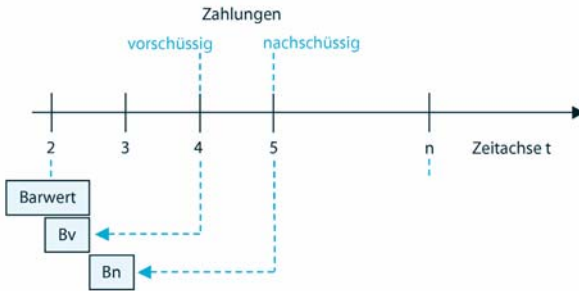 Zahlungen
vorschüssig nachschüssig
2 3 4 5 n Zeitachse t
Barwert
Bv
Bn